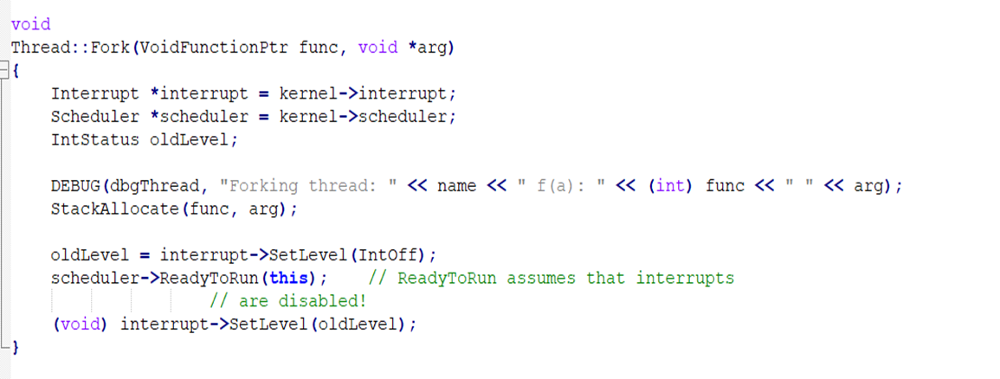 void
Thread::Fork(VoidFunctionPtr func, void *arg)
{
    Interrupt *interrupt = kernel->interrupt;
    Scheduler *scheduler = kernel->scheduler;
    IntStatus oldLevel;

    DEBUG(dbgThread, "Forking thread: " << name << " f(a): " << (int) func << " " << arg);
    StackAllocate(func, arg);

    oldLevel = interrupt->SetLevel(IntOff);
    scheduler->ReadyToRun(this);    // ReadyToRun assumes that interrupts
                    // are disabled!
    (void) interrupt->SetLevel(oldLevel);
}